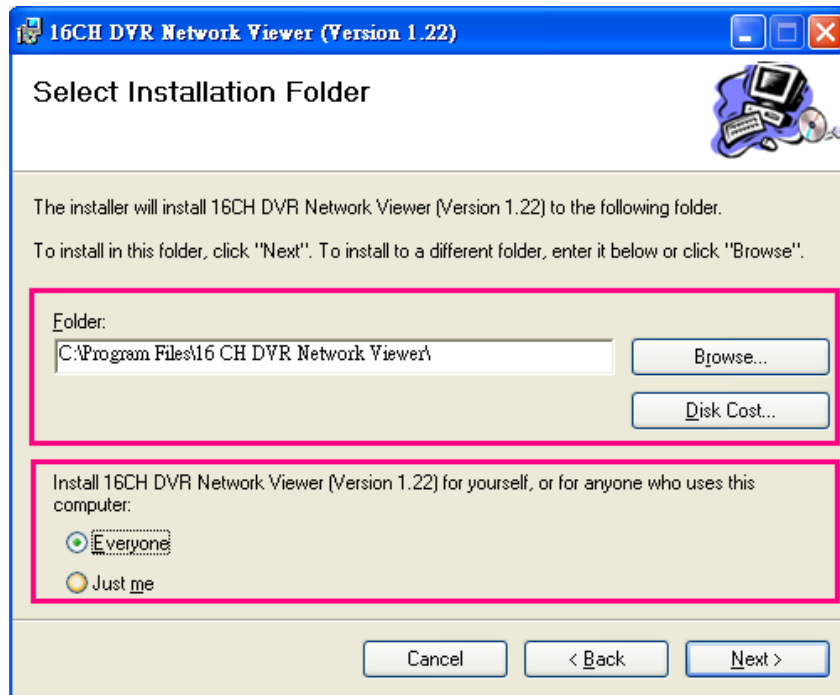 16CH DVR Network Viewer (Version 1.22)
Select Installation Folder
The installer will install 16CH DVR Network Viewer (Version 1.22) to the following folder.
To install in this folder, click "Next". To install to a different folder, enter it below or click "Browse".
Folder:
C:\Program Files\16 CH DVR Network Viewer\
Browse...
Disk Cost...
Install 16CH DVR Network Viewer (Version 1.22) for yourself, or for anyone who uses this
computer:
Everyone
Just me
Cancel
< Back
Next >